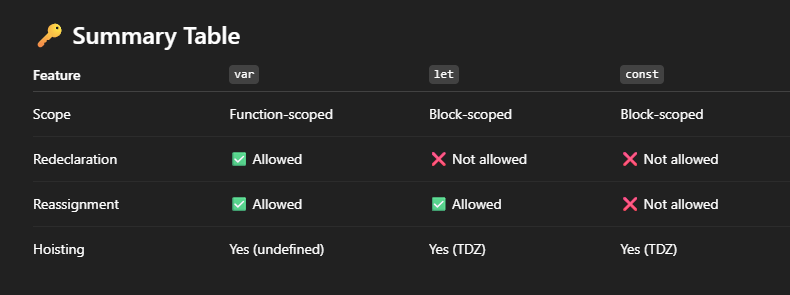 🔑 Summary Table
Feature var let const
Scope Function-scoped Block-scoped Block-scoped
Redeclaration ✅ Allowed ❌ Not allowed ❌ Not allowed
Reassignment ✅ Allowed ✅ Allowed ❌ Not allowed
Hoisting Yes (undefined) Yes (TDZ) Yes (TDZ)